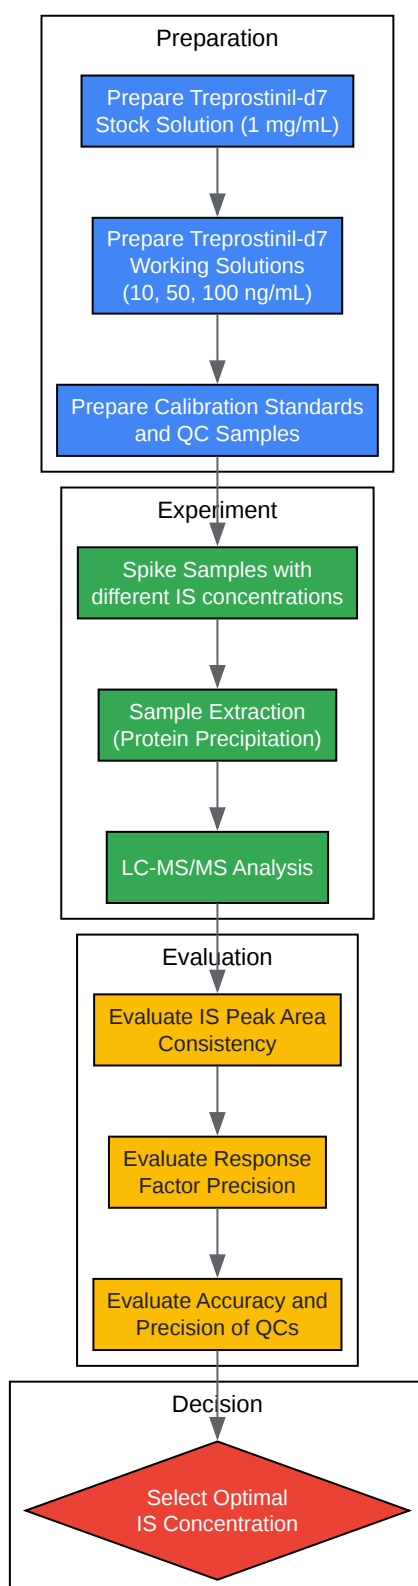 Preparation
Prepare Treprostinil-d7
Stock Solution (1 mg/mL)
Prepare Treprostinil-d7
Working Solutions
(10, 50, 100 ng/mL)
Prepare Calibration Standards
and QC Samples
Experiment
Spike Samples with
different IS concentrations
Sample Extraction
(Protein Precipitation)
LC-MS/MS Analysis
Evaluation
Evaluate IS Peak Area
Consistency
Evaluate Response
Factor Precision
Evaluate Accuracy and
Precision of QCs
Decision
Select Optimal
IS Concentration